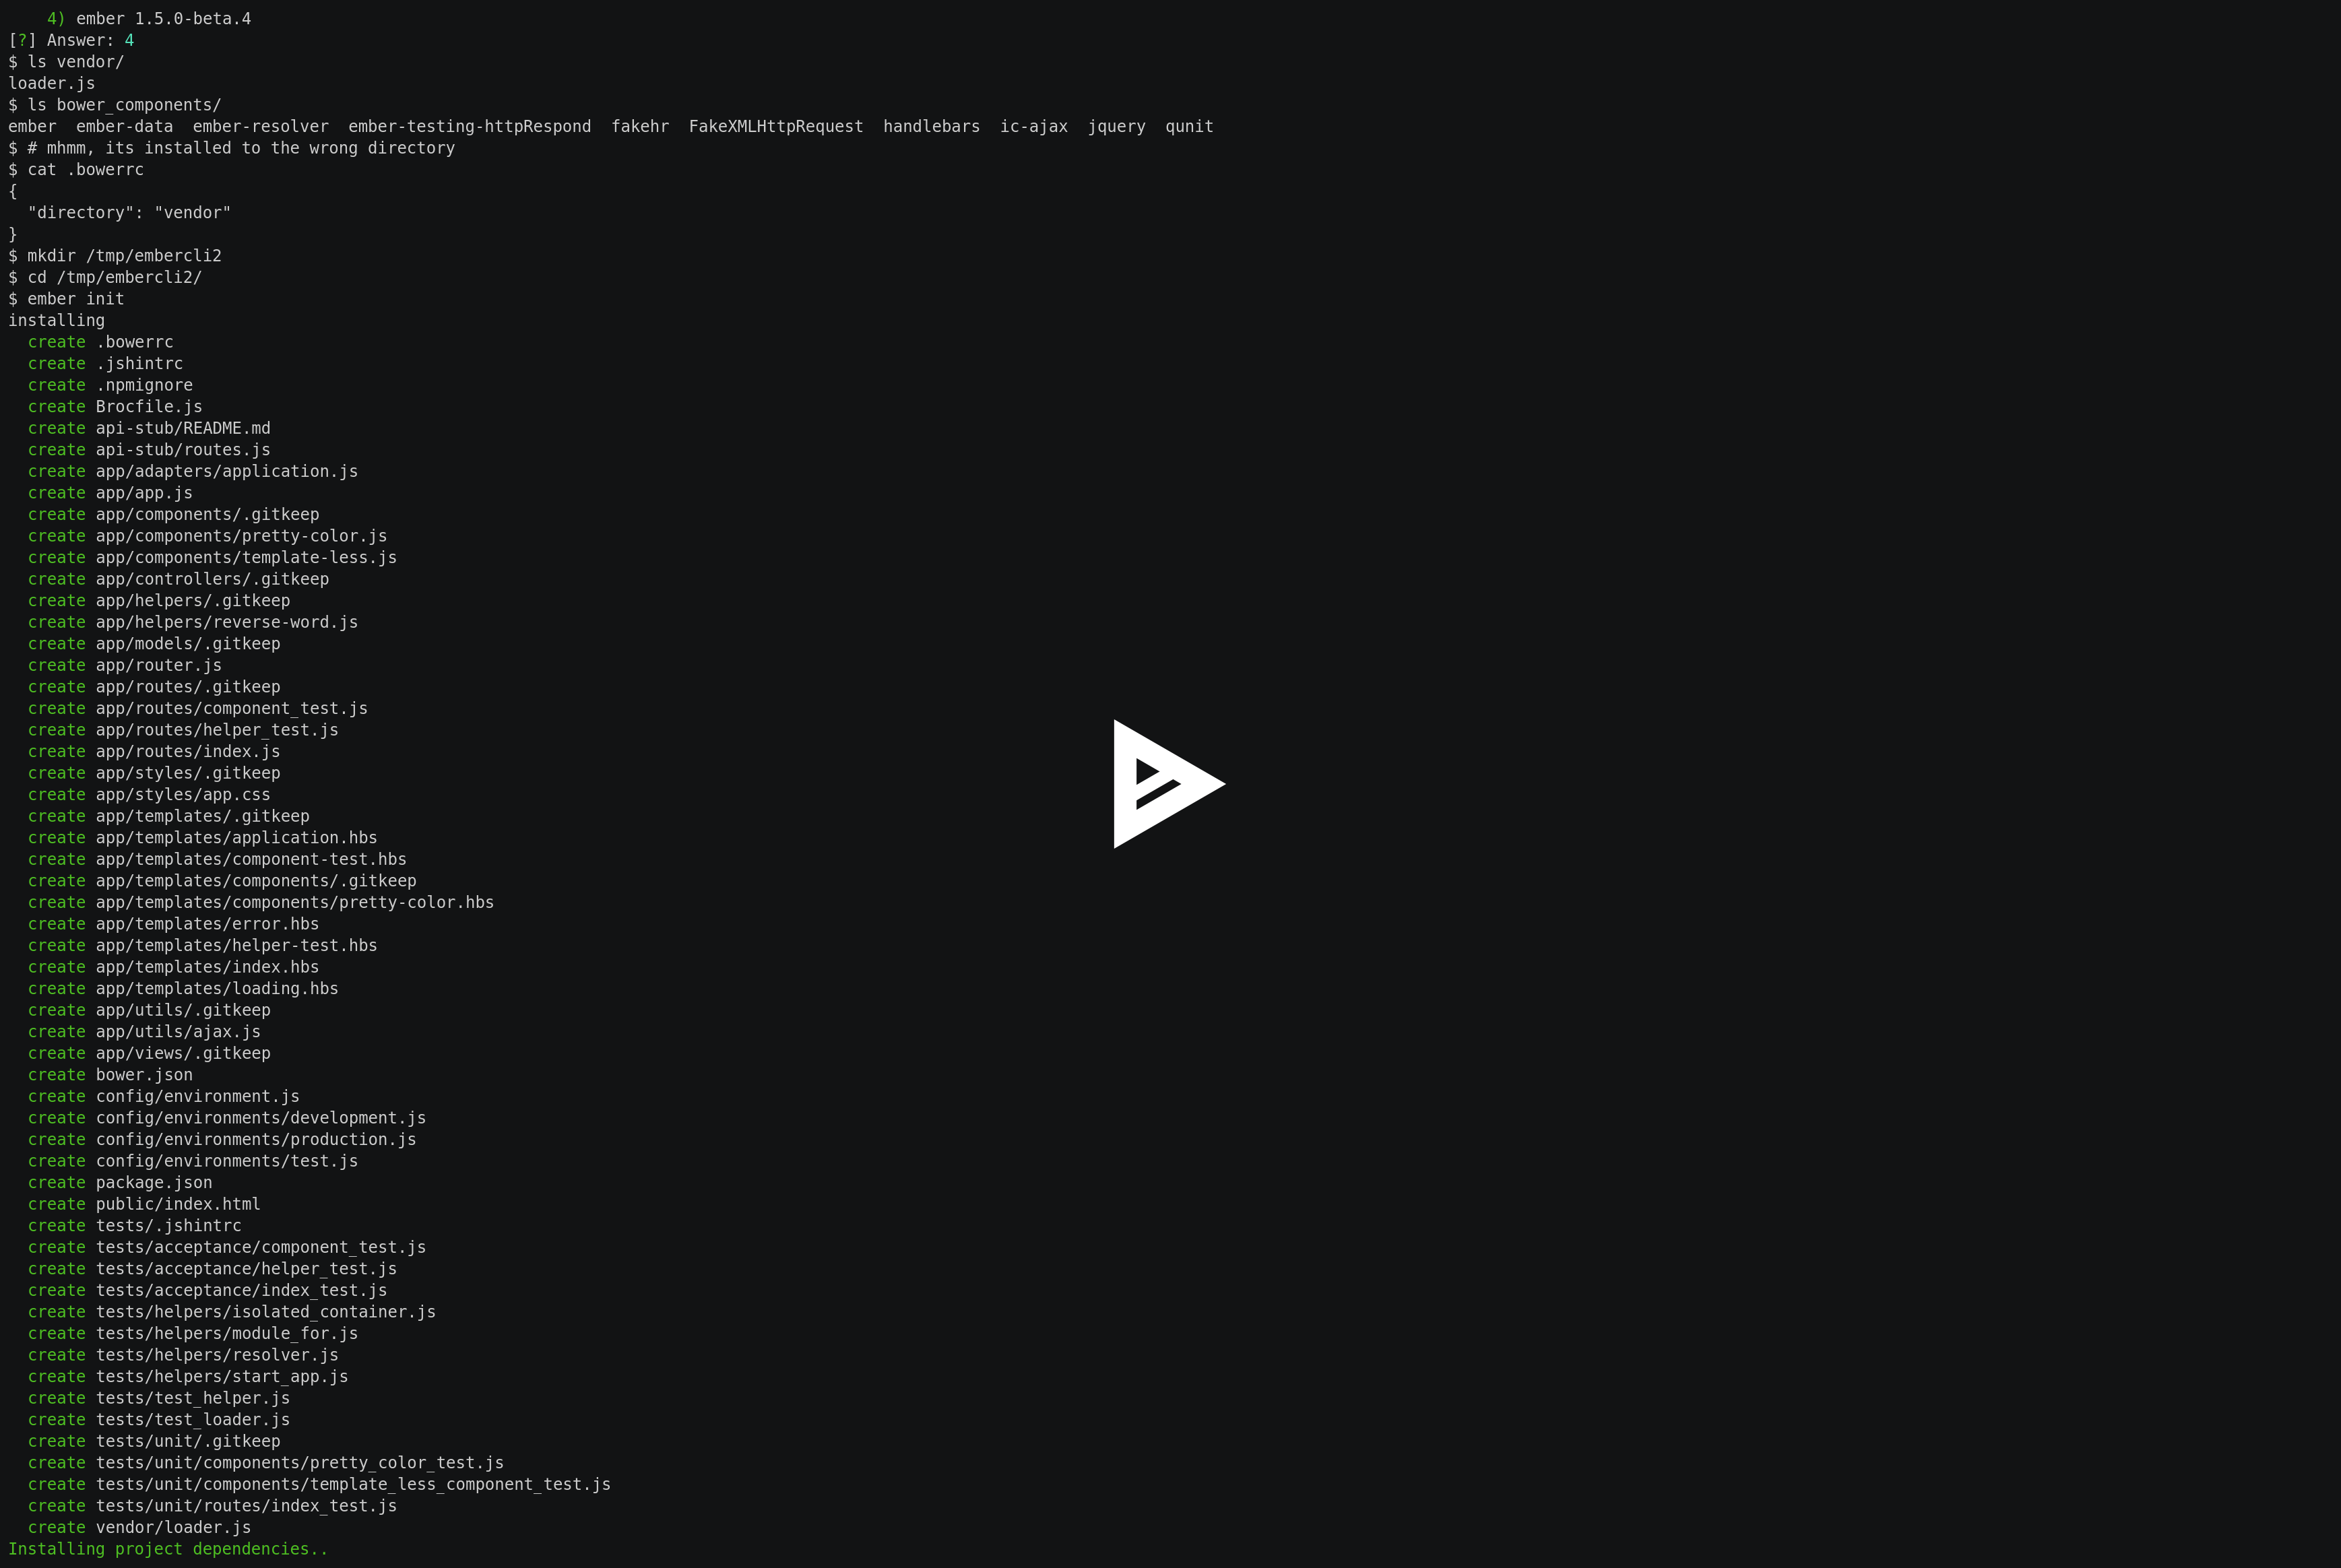 4) ember 1.5.0-beta.4
[?] Answer: 4
$ ls vendor/
loader.js
$ ls bower_components/
ember  ember-data  ember-resolver  ember-testing-httpRespond  fakehr  FakeXMLHttpRequest  handlebars  ic-ajax  jquery  qunit
$ # mhmm, its installed to the wrong directory
$ cat .bowerrc
{
  "directory": "vendor"
}
$ mkdir /tmp/embercli2
$ cd /tmp/embercli2/
$ ember init
installing
  create .bowerrc
  create .jshintrc
  create .npmignore
  create Brocfile.js
  create api-stub/README.md
  create api-stub/routes.js
  create app/adapters/application.js
  create app/app.js
  create app/components/.gitkeep
  create app/components/pretty-color.js
  create app/components/template-less.js
  create app/controllers/.gitkeep
  create app/helpers/.gitkeep
  create app/helpers/reverse-word.js
  create app/models/.gitkeep
  create app/router.js
  create app/routes/.gitkeep
  create app/routes/component_test.js
  create app/routes/helper_test.js
  create app/routes/index.js
  create app/styles/.gitkeep
  create app/styles/app.css
  create app/templates/.gitkeep
  create app/templates/application.hbs
  create app/templates/component-test.hbs
  create app/templates/components/.gitkeep
  create app/templates/components/pretty-color.hbs
  create app/templates/error.hbs
  create app/templates/helper-test.hbs
  create app/templates/index.hbs
  create app/templates/loading.hbs
  create app/utils/.gitkeep
  create app/utils/ajax.js
  create app/views/.gitkeep
  create bower.json
  create config/environment.js
  create config/environments/development.js
  create config/environments/production.js
  create config/environments/test.js
  create package.json
  create public/index.html
  create tests/.jshintrc
  create tests/acceptance/component_test.js
  create tests/acceptance/helper_test.js
  create tests/acceptance/index_test.js
  create tests/helpers/isolated_container.js
  create tests/helpers/module_for.js
  create tests/helpers/resolver.js
  create tests/helpers/start_app.js
  create tests/test_helper.js
  create tests/test_loader.js
  create tests/unit/.gitkeep
  create tests/unit/components/pretty_color_test.js
  create tests/unit/components/template_less_component_test.js
  create tests/unit/routes/index_test.js
  create vendor/loader.js
Installing project dependencies..